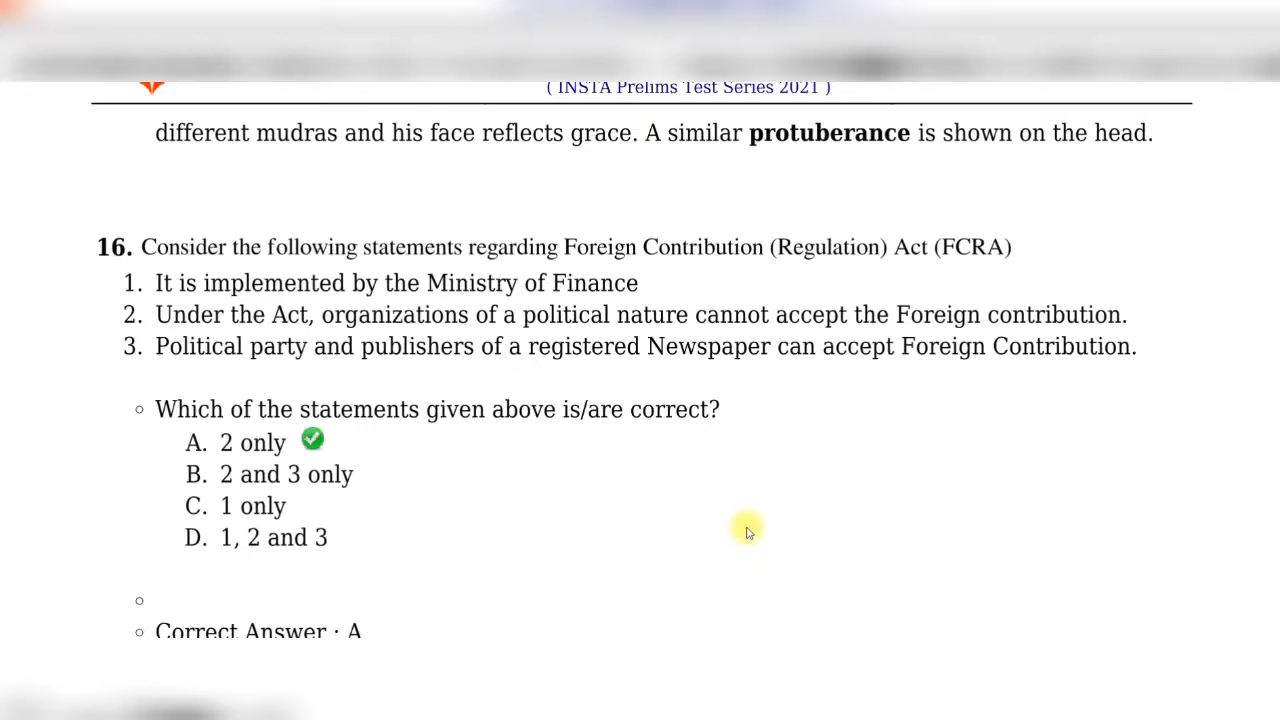 ( INSTA Prelims Test Series 2021 )
different mudras and his face reflects grace. A similar protuberance is shown on the head.
16. Consider the following statements regarding Foreign Contribution (Regulation) Act (FCRA)
1. It is implemented by the Ministry of Finance
2. Under the Act, organizations of a political nature cannot accept the Foreign contribution.
3. Political party and publishers of a registered Newspaper can accept Foreign Contribution.
Which of the statements given above is/are correct?
A. 2 only
B. 2 and 3 only
C. 1 only
D. 1, 2 and 3
Correct Answer : A